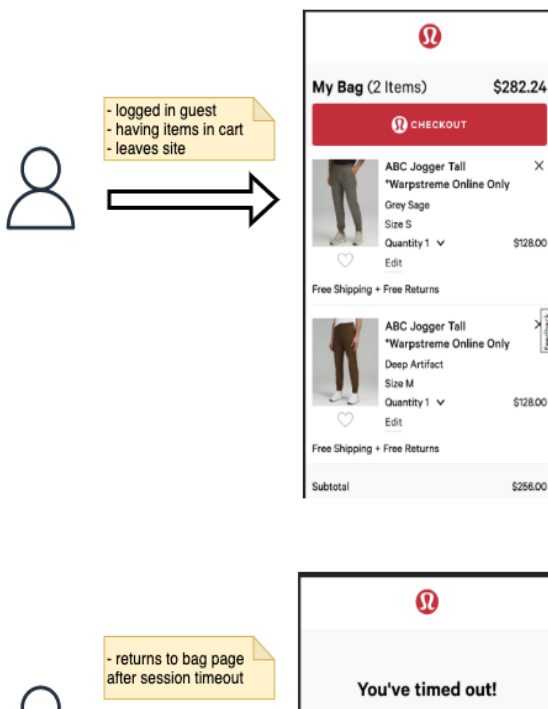 - logged in guest
- having items in cart
- leaves site
My Bag (2 Items) $282.24
CHECKOUT
ABC Jogger Tall
*Warpstreme Online Only
Grey Sage
Size S
Quantity 1 $128.00
Edit
Free Shipping + Free Returns
ABC Jogger Tall
*Warpstreme Online Only
Deep Artifact
Size M
Quantity 1 $128.00
Edit
Free Shipping + Free Returns
Subtotal $256.00
- returns to bag page
after session timeout
You've timed out!